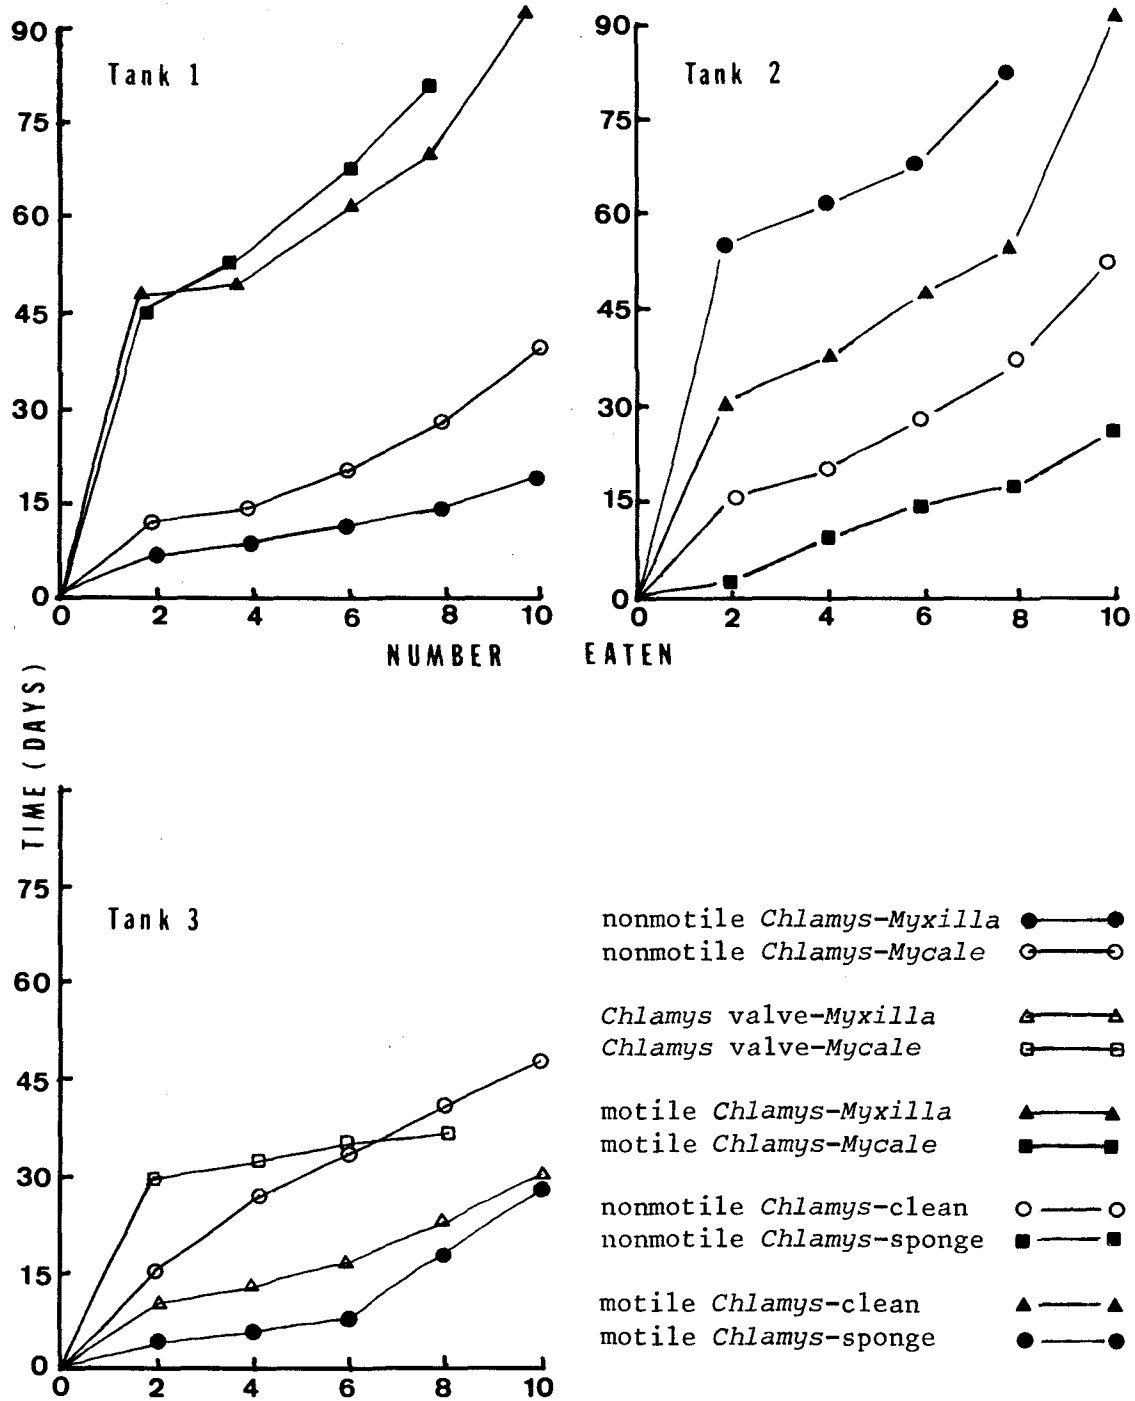 Tank 1
90
75
60
45
30
15
0
0 2 4 6 8 10
Tank 2
90
75
60
45
30
15
0
0 2 4 6 8 10
NUMBER EATEN
TIME (DAYS)
Tank 3
75
60
45
30
15
0
0 2 4 6 8 10
nonmotile Chlamys-Myxilla
nonmotile Chlamys-Mycale
Chlamys valve-Myxilla
Chlamys valve-Mycale
motile Chlamys-Myxilla
motile Chlamys-Mycale
nonmotile Chlamys-clean
nonmotile Chlamys-sponge
motile Chlamys-clean
motile Chlamys-sponge